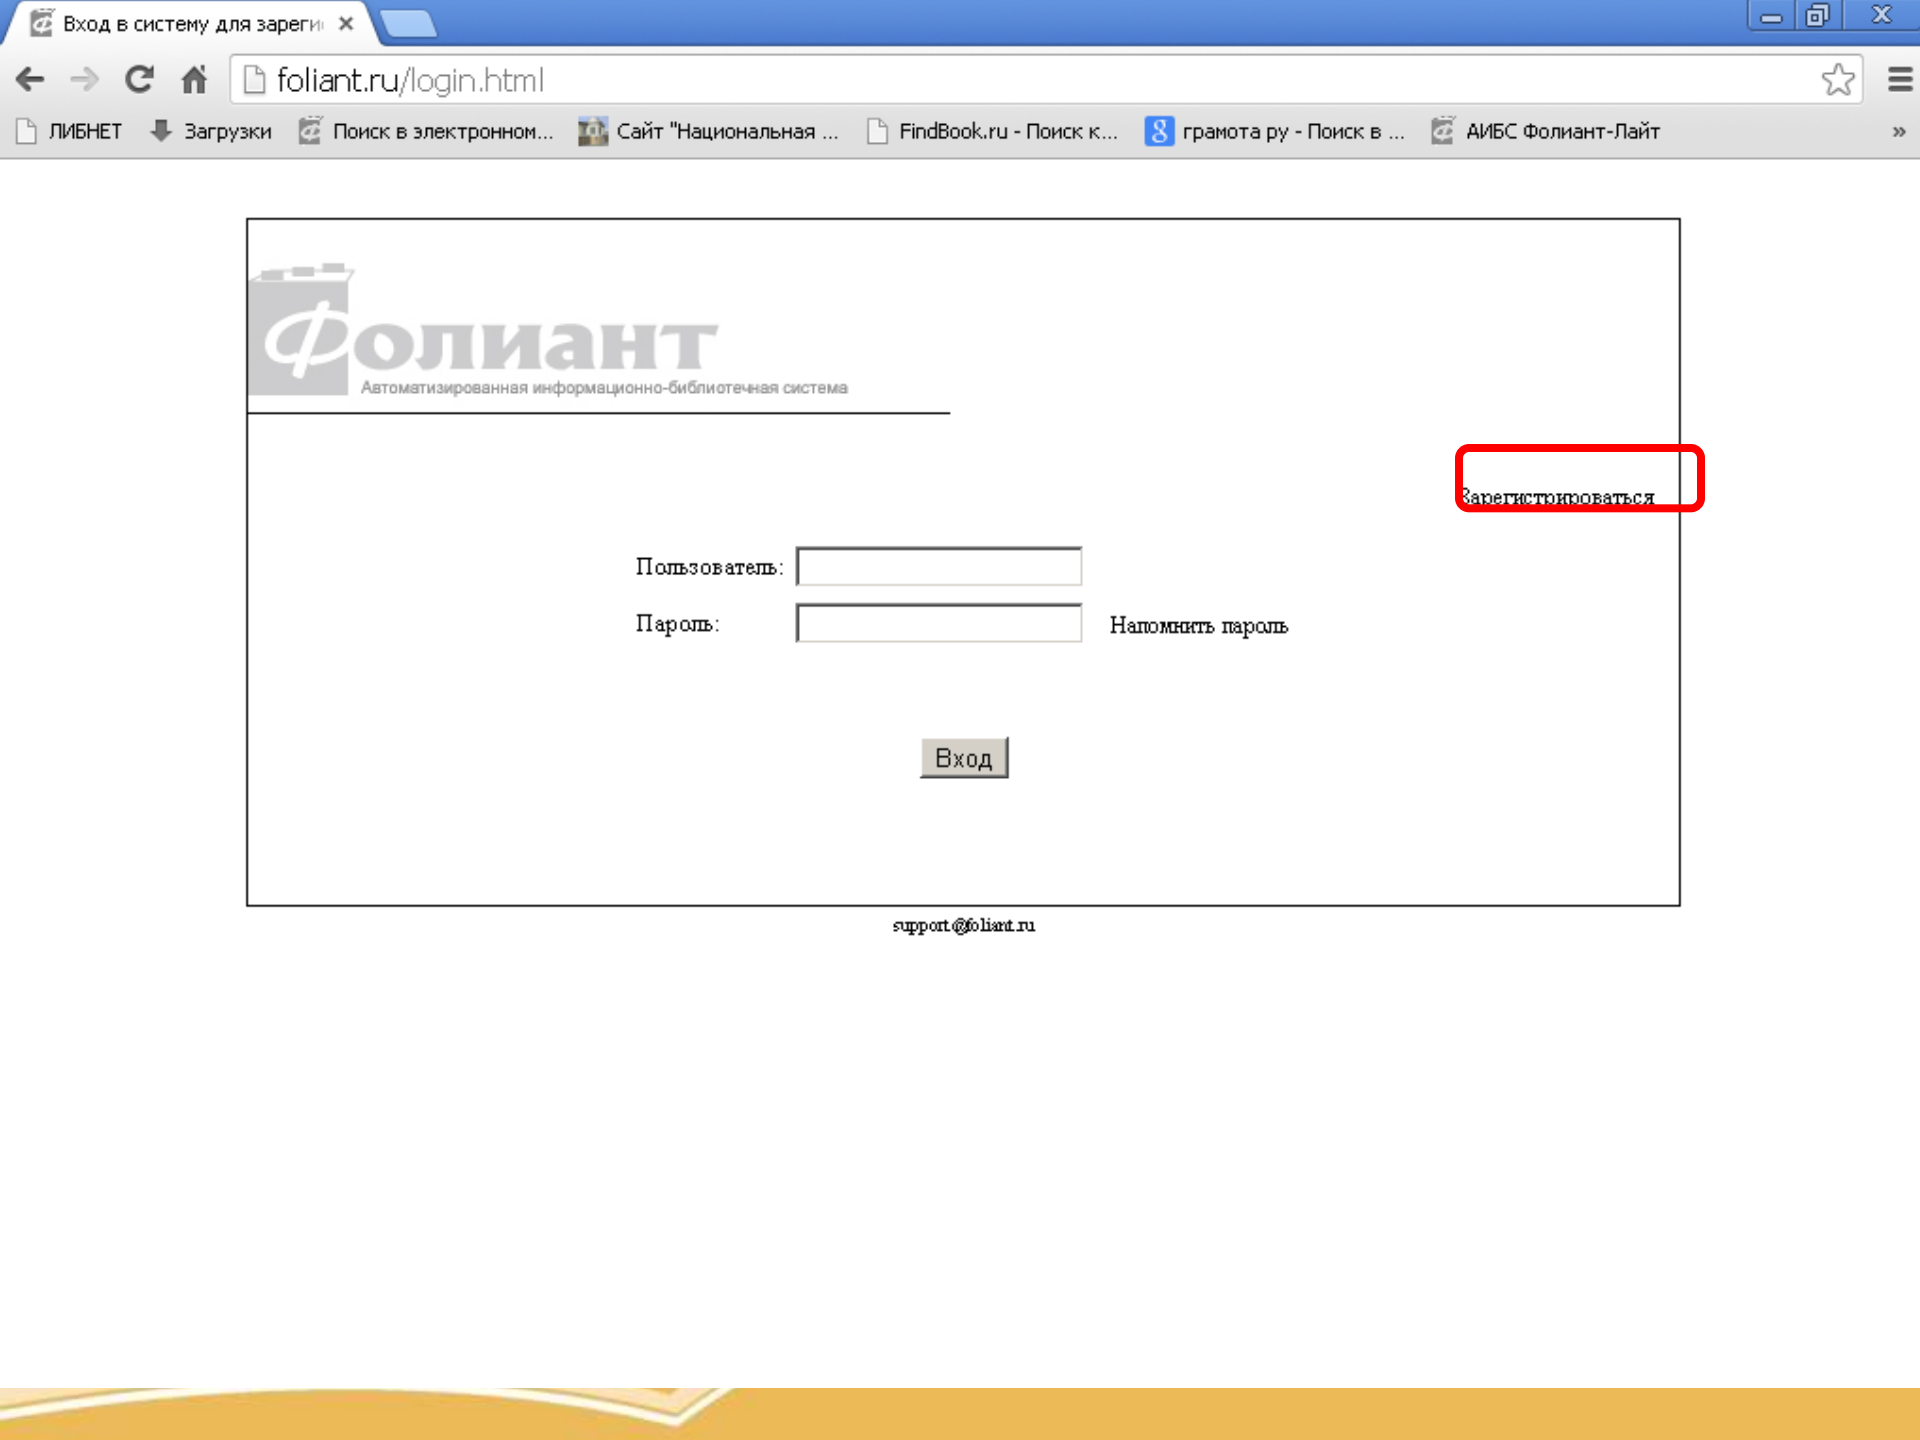 Вход в систему для зареги
foliant.ru/login.html
ЛИБНЕТ Загрузки Поиск в электронном... Сайт "Национальная ... FindBook.ru - Поиск к... грамота ру - Поиск в ... АИБС Фолиант-Лайт »
Фолиант
Автоматизированная информационно-библиотечная система
Зарегистрироваться
Пользователь:
Пароль: Напомнить пароль
Вход
support@foliant.ru